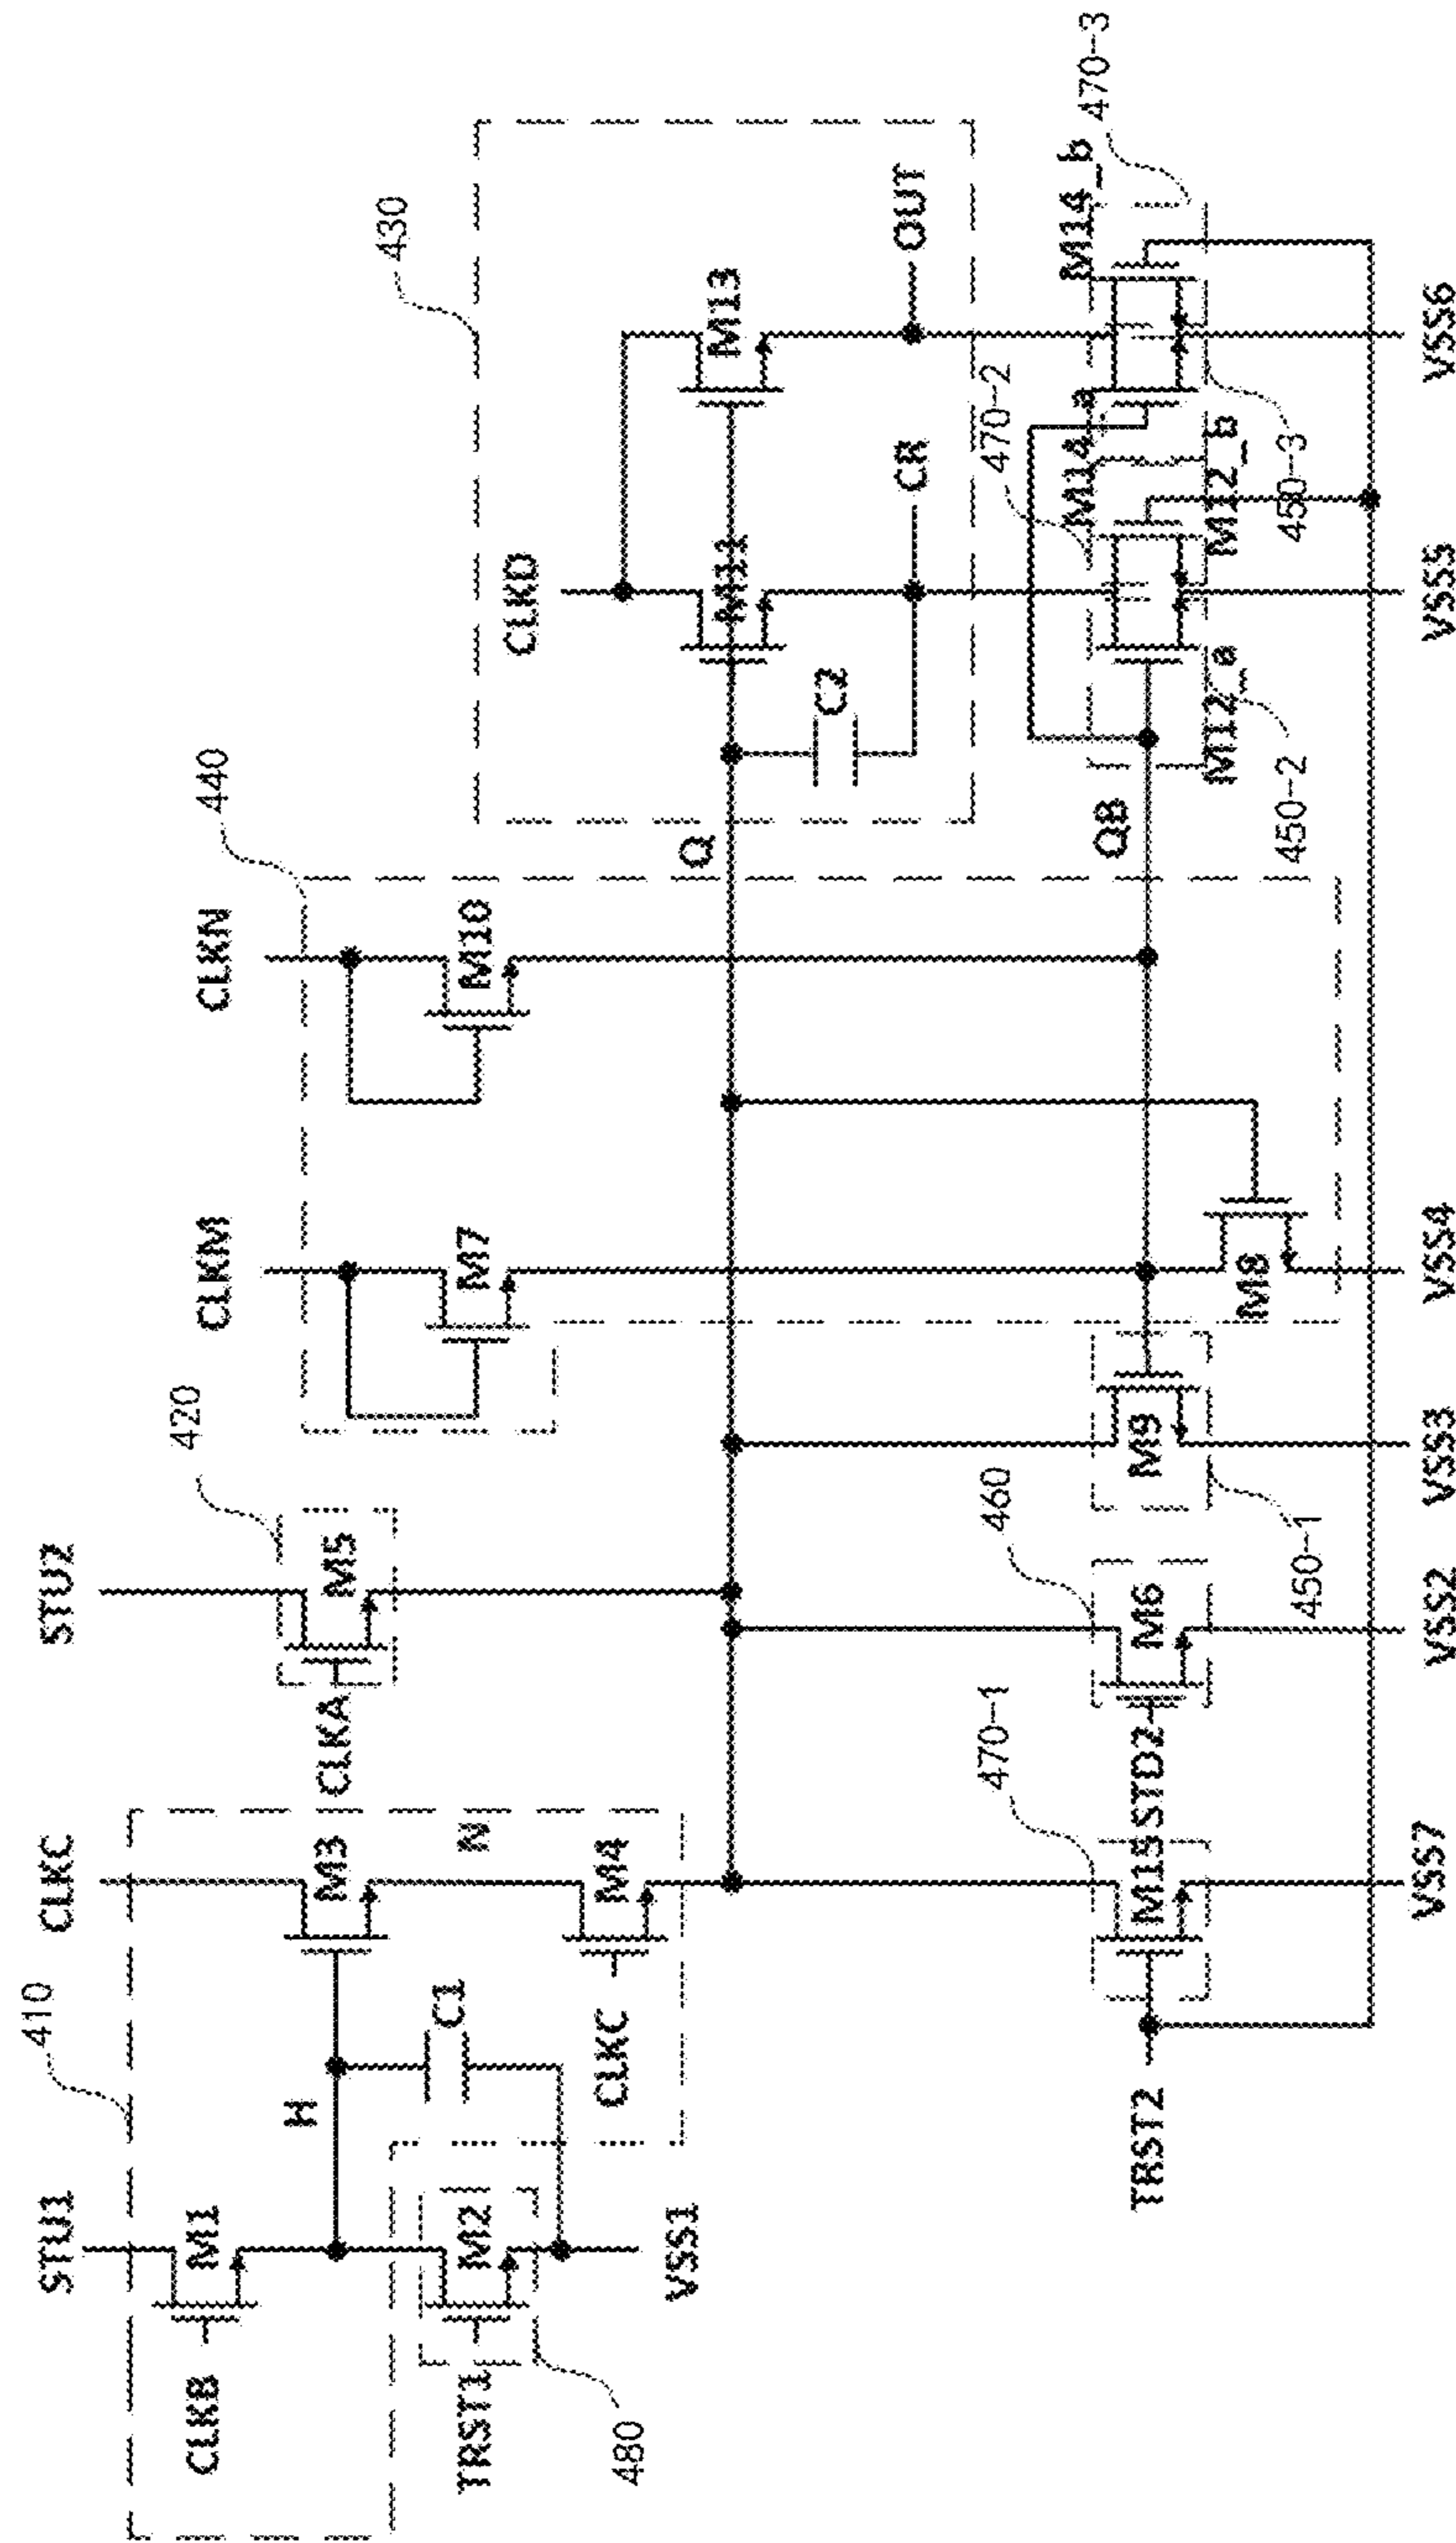 410
STU1
CLKC
STU2
420
CLKM
CLKN
440
CLKB
M1
H
M3
CLKA
M5
430
TRST1
M2
C1
N
M7
M10
CLKD
480
CLKC
M4
VSS1
Q
M11
M13
C2
CR
OUT
470-1
460
470-2
M14_a
M14_b
470-3
TRST2
M15
STD2
M6
M9
QB
M8
M12_a
M12_b
450-1
450-2
450-3
VSS7
VSS2
VSS3
VSS4
VSS5
VSS6